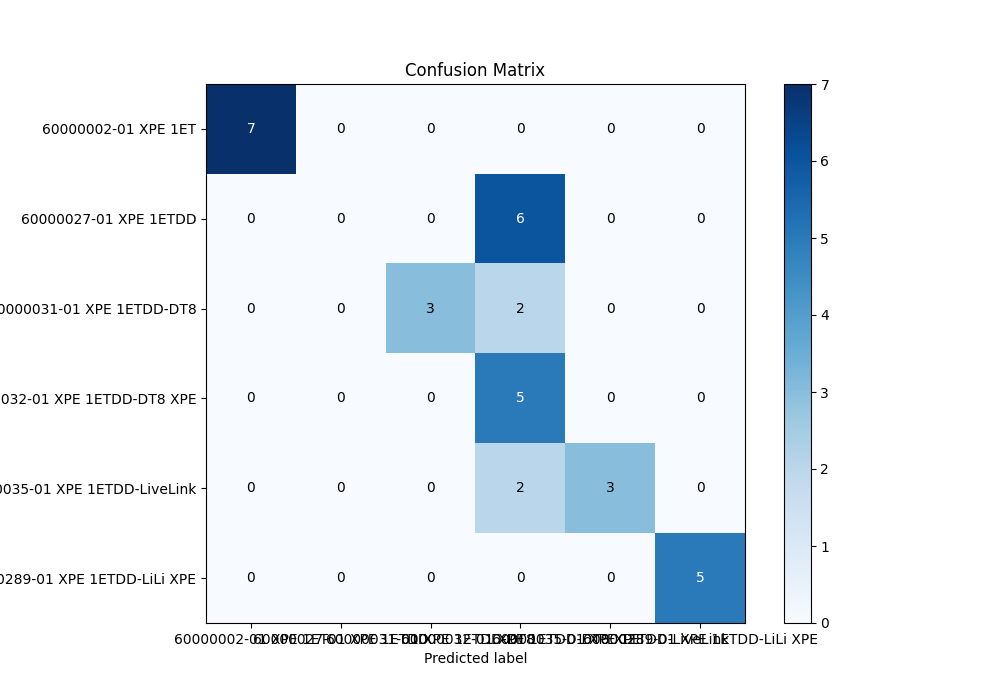 Confusion Matrix
7
60000002-01 XPE 1ET
7 0 0 0 0 0
6
60000027-01 XPE 1ETDD
0 0 0 6 0 0
5
0000031-01 XPE 1ETDD-DT8
0 0 3 2 0 0
4
3
032-01 XPE 1ETDD-DT8 XPE
0 0 0 5 0 0
2
0035-01 XPE 1ETDD-LiveLink
0 0 0 2 3 0
1
0289-01 XPE 1ETDD-LiLi XPE
0 0 0 0 0 5
0
60000002-01 XPE 1ETDD-LiLi XPE
Predicted label